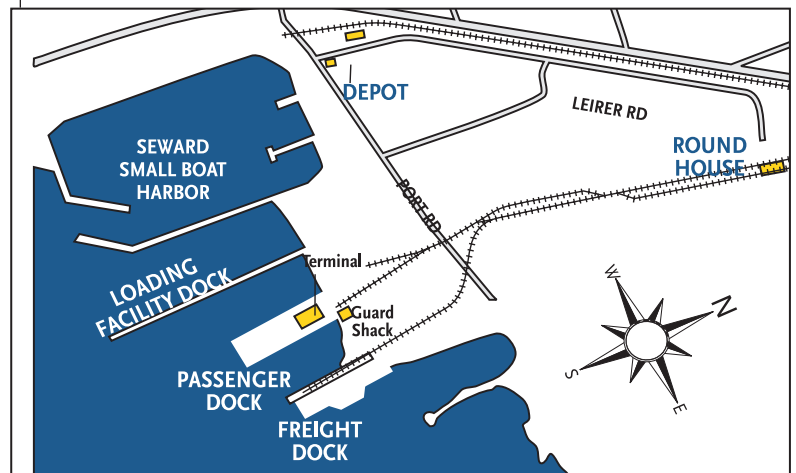 DEPOT
LEIRER RD
ROUND
HOUSE
SEWARD
SMALL BOAT
HARBOR
PORT RD
LOADING
FACILITY DOCK
Terminal
Guard
Shack
PASSENGER
DOCK
FREIGHT
DOCK
W
N
S
E